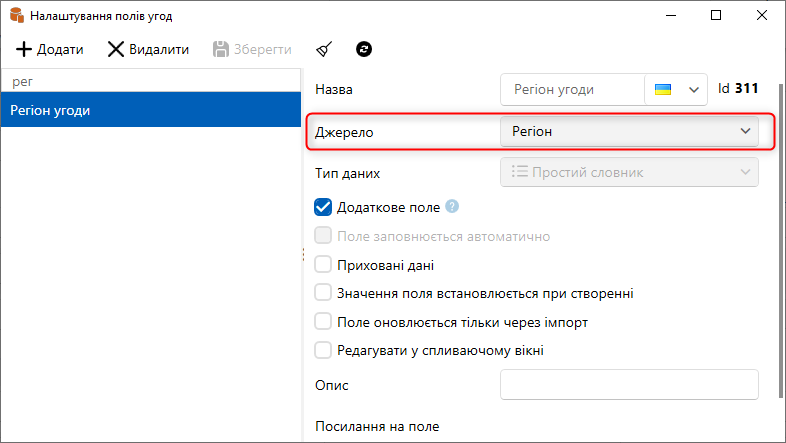 Налаштування полів угод
Додати Видалити Зберегти
рег
Регіон угоди
Назва Регіон угоди Id 311
Джерело Регіон
Тип даних Простий словник
Додаткове поле ?
Поле заповнюється автоматично
Приховані дані
Значення поля встановлюється при створенні
Поле оновлюється тільки через імпорт
Редагувати у спливаючому вікні
Опис
Посилання на поле